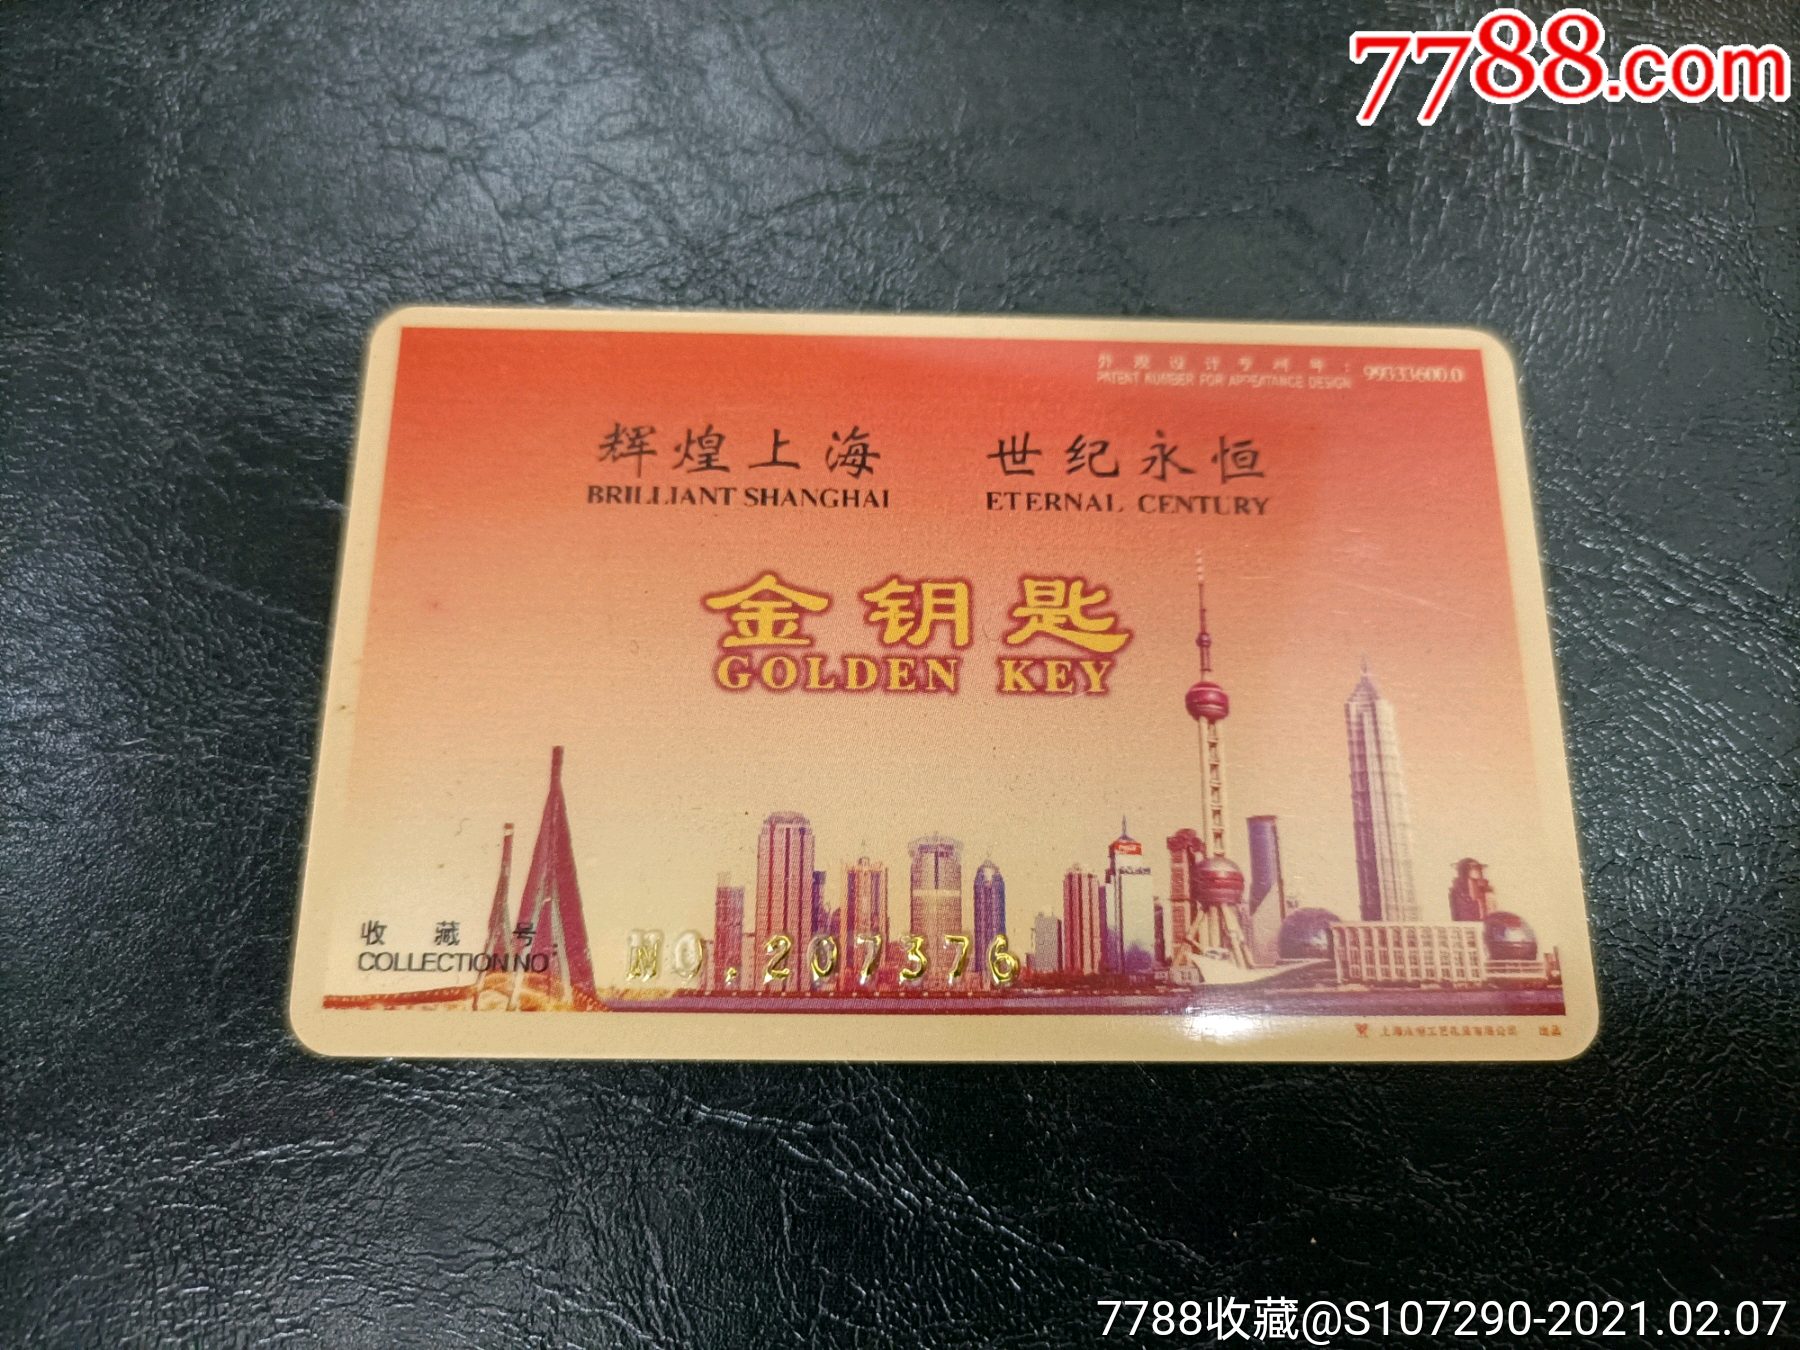 7788.com
外观设计专利号: 99333600.0
PATENT NUMBER FOR APPEATANCE DESIGN
辉煌上海 世纪永恒
BRILLIANT SHANGHAI ETERNAL CENTURY
金钥匙
GOLDEN KEY
收藏号
COLLECTION NO
NO.207376
7788收藏@S107290-2021.02.07